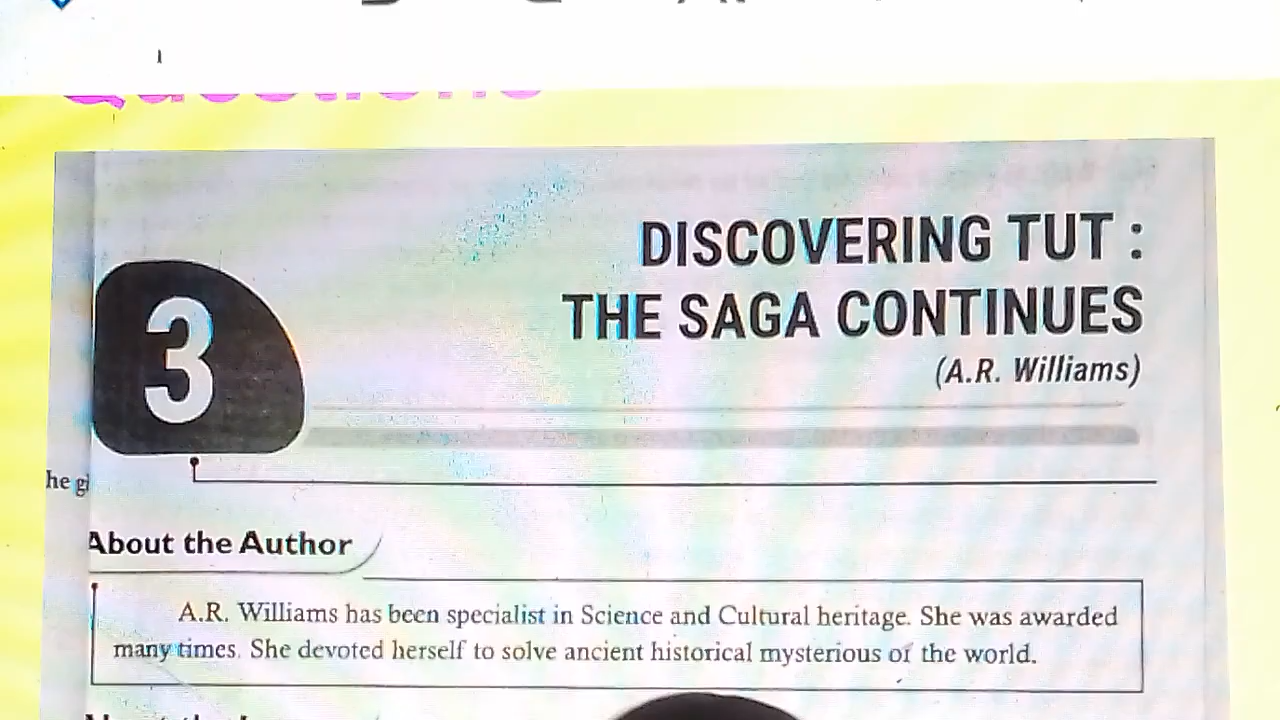 Questions
DISCOVERING TUT :
THE SAGA CONTINUES
(A.R. Williams)
3
he
About the Author
A.R. Williams has been specialist in Science and Cultural heritage. She was awarded
many times. She devoted herself to solve ancient historical mysterious of the world.